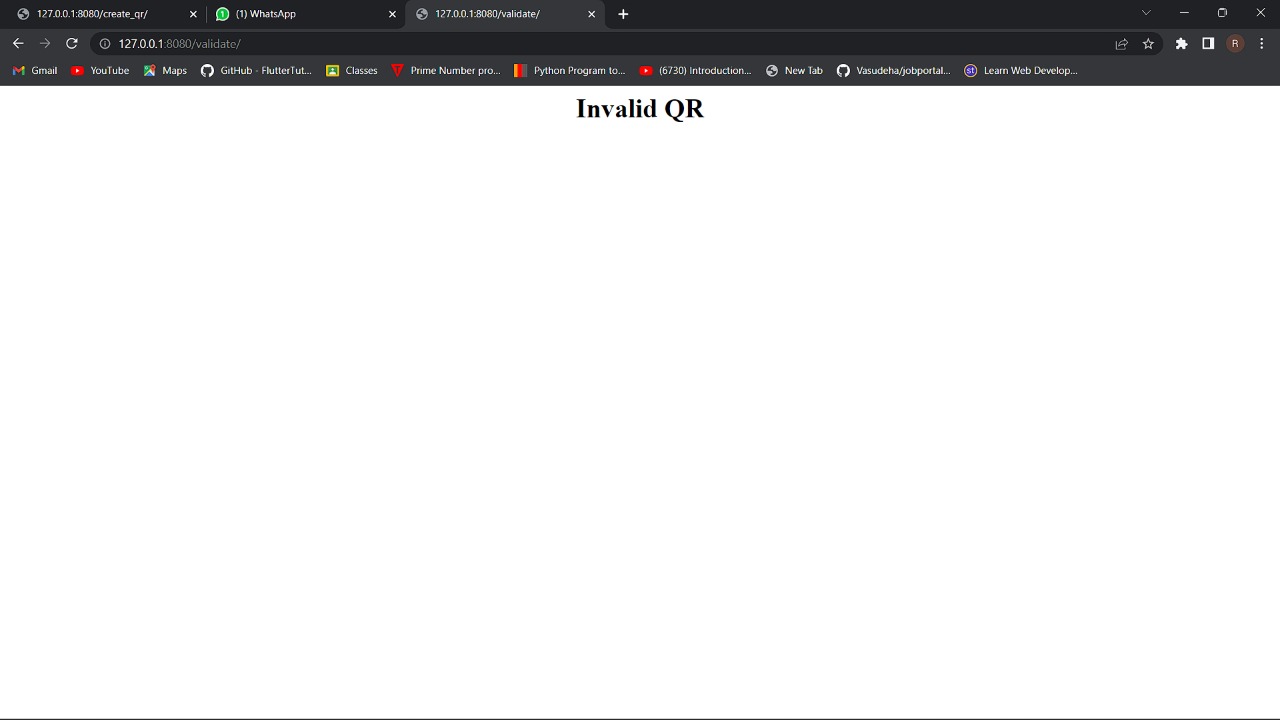 127.0.0.1:8080/create_qr/
(1) WhatsApp
127.0.0.1:8080/validate/
127.0.0.1:8080/validate/
R
Gmail
YouTube
Maps
GitHub - FlutterTut...
Classes
Prime Number pro...
Python Program to...
(6730) Introduction...
New Tab
Vasudeha/jobportal...
st
Learn Web Develop...
Invalid QR